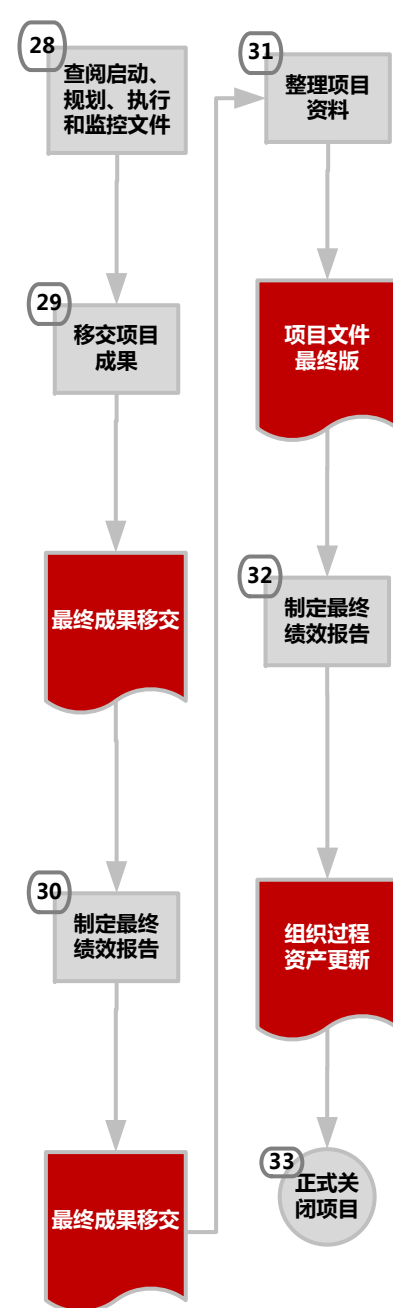 28
查阅启动、
规划、执行
和监控文件
29
移交项目
成果
最终成果移交
30
制定最终
绩效报告
最终成果移交
31
整理项目
资料
项目文件
最终版
32
制定最终
绩效报告
组织过程
资产更新
33
正式关
闭项目